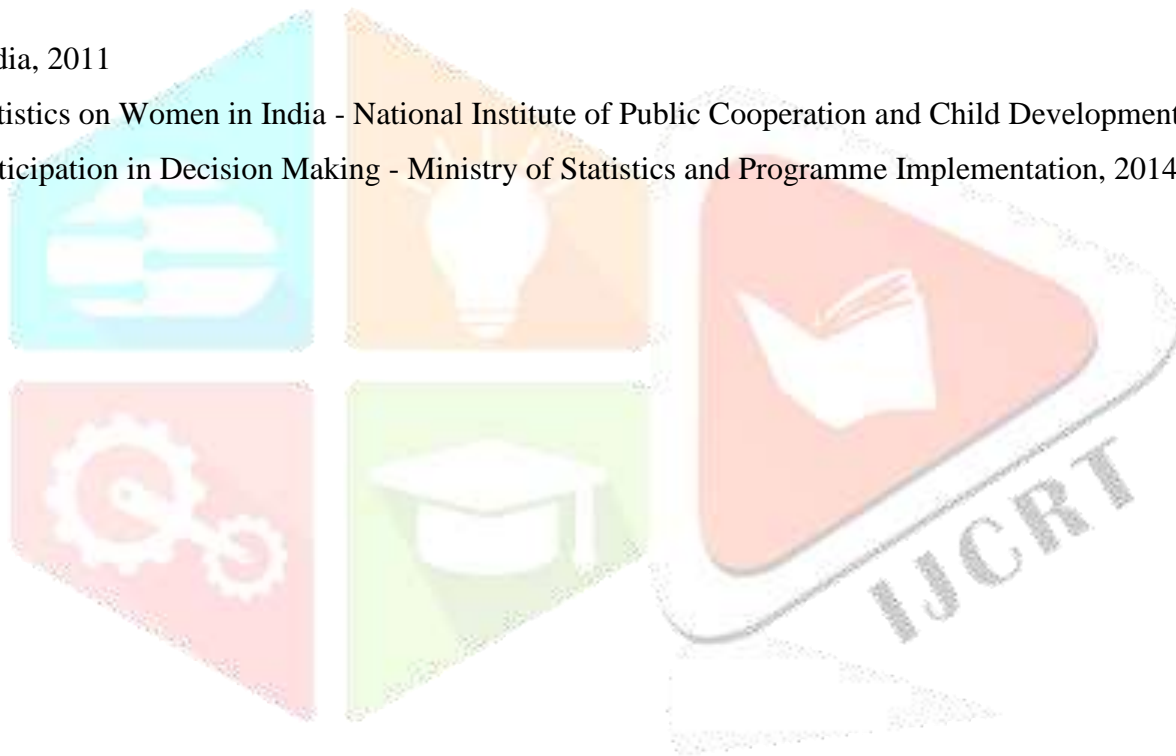 dia, 2011
tistics on Women in India - National Institute of Public Cooperation and Child Development
ticipation in Decision Making - Ministry of Statistics and Programme Implementation, 2014
IJCRT